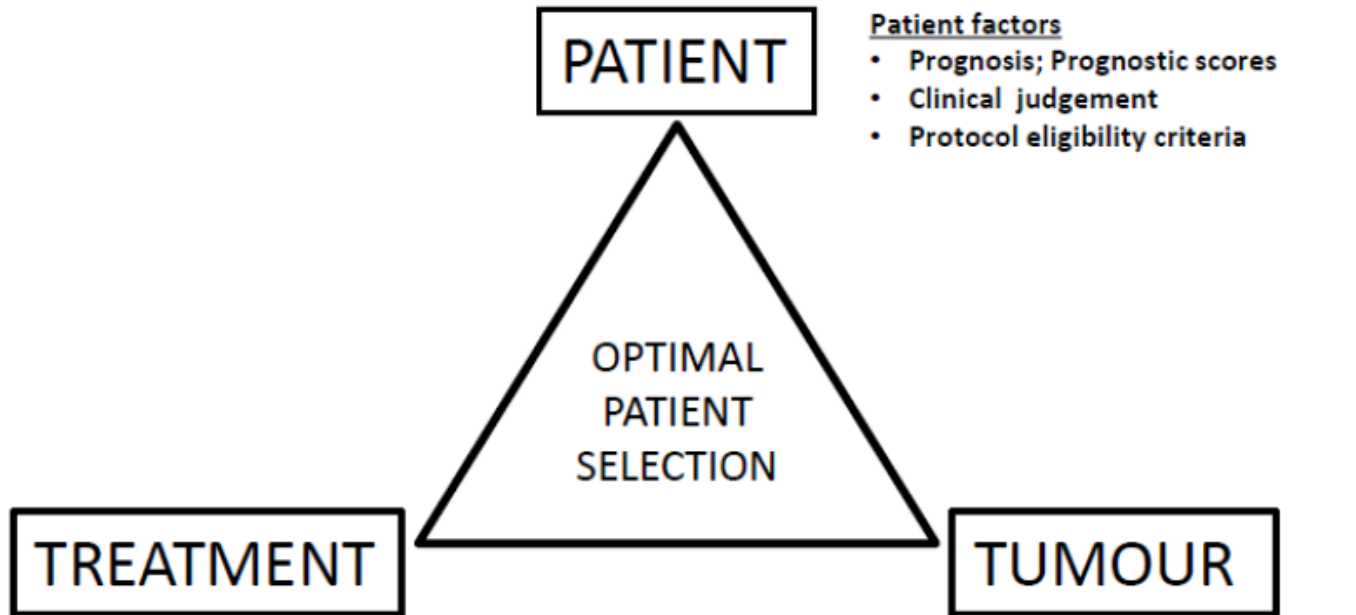 PATIENT
Patient factors
• Prognosis; Prognostic scores
• Clinical judgement
• Protocol eligibility criteria
OPTIMAL
PATIENT
SELECTION
TREATMENT
TUMOUR